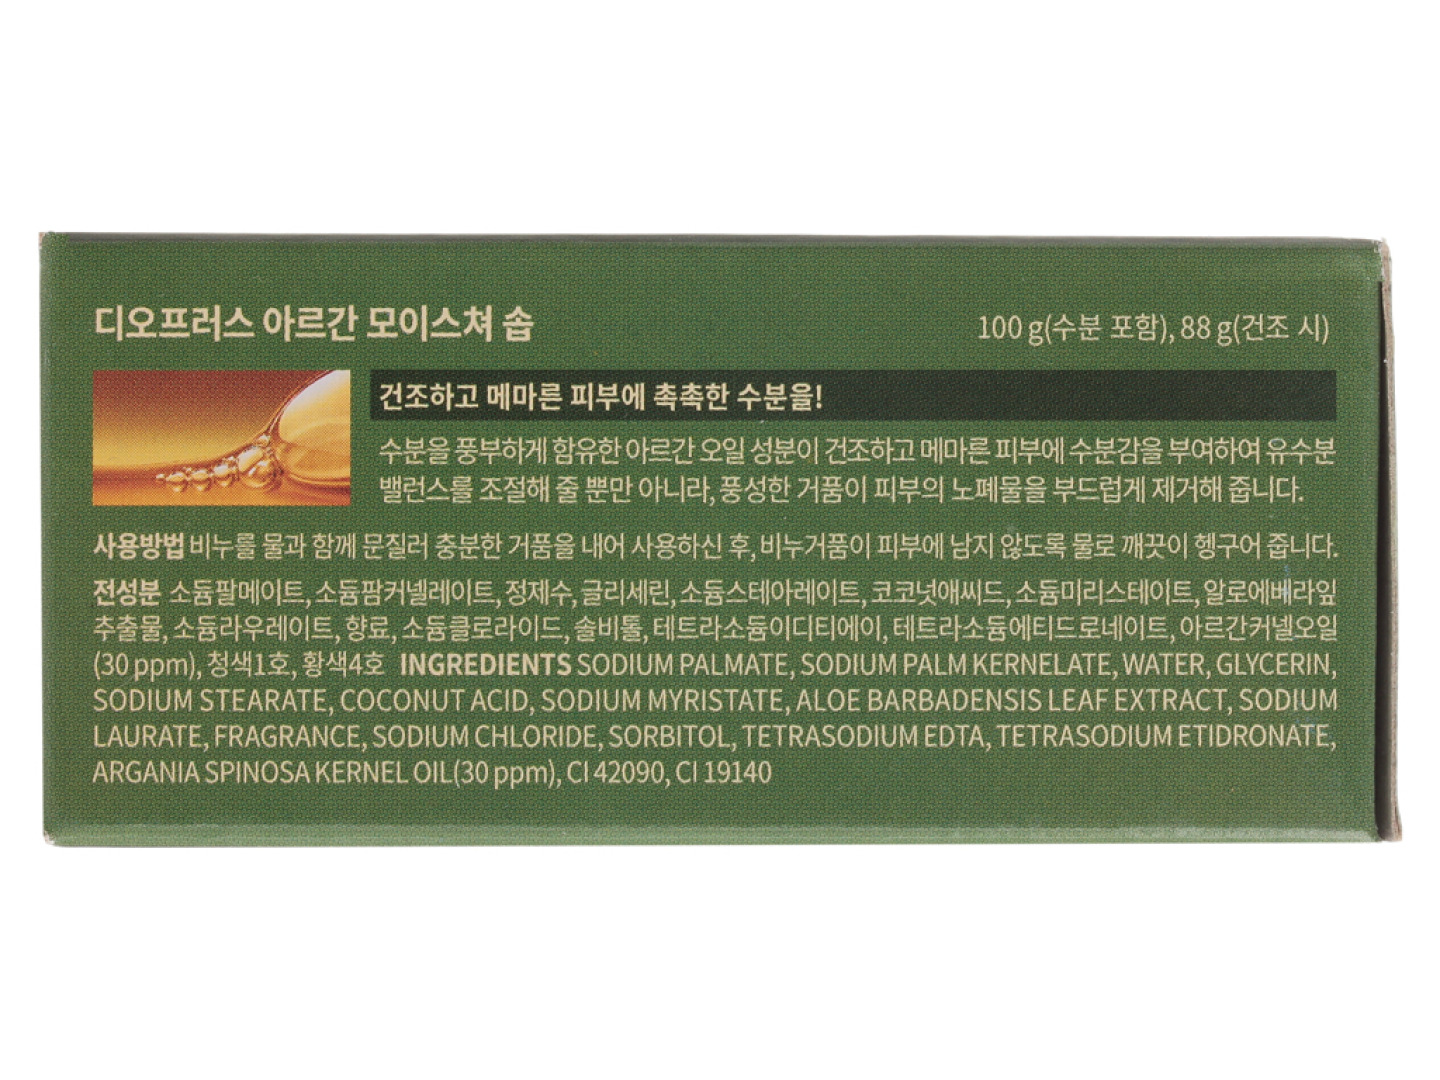 디오프러스 아르간 모이스쳐 솝
100 g(수분 포함), 88 g(건조 시)
건조하고 메마른 피부에 촉촉한 수분을!
수분을 풍부하게 함유한 아르간 오일 성분이 건조하고 메마른 피부에 수분감을 부여하여 유수분
밸런스를 조절해 줄 뿐만 아니라, 풍성한 거품이 피부의 노폐물을 부드럽게 제거해 줍니다.
사용방법 비누를 물과 함께 문질러 충분한 거품을 내어 사용하신 후, 비누거품이 피부에 남지 않도록 물로 깨끗이 헹구어 줍니다.
전성분 소듐팔메이트, 소듐팜커넬레이트, 정제수, 글리세린, 소듐스테아레이트, 코코넛애씨드, 소듐미리스테이트, 알로에베라잎
추출물, 소듐라우레이트, 향료, 소듐클로라이드, 솔비톨, 테트라소듐이디티에이, 테트라소듐에티드로네이트, 아르간커넬오일
(30 ppm), 청색1호, 황색4호 INGREDIENTS SODIUM PALMATE, SODIUM PALM KERNELATE, WATER, GLYCERIN,
SODIUM STEARATE, COCONUT ACID, SODIUM MYRISTATE, ALOE BARBADENSIS LEAF EXTRACT, SODIUM
LAURATE, FRAGRANCE, SODIUM CHLORIDE, SORBITOL, TETRASODIUM EDTA, TETRASODIUM ETIDRONATE,
ARGANIA SPINOSA KERNEL OIL(30 ppm), CI 42090, CI 19140